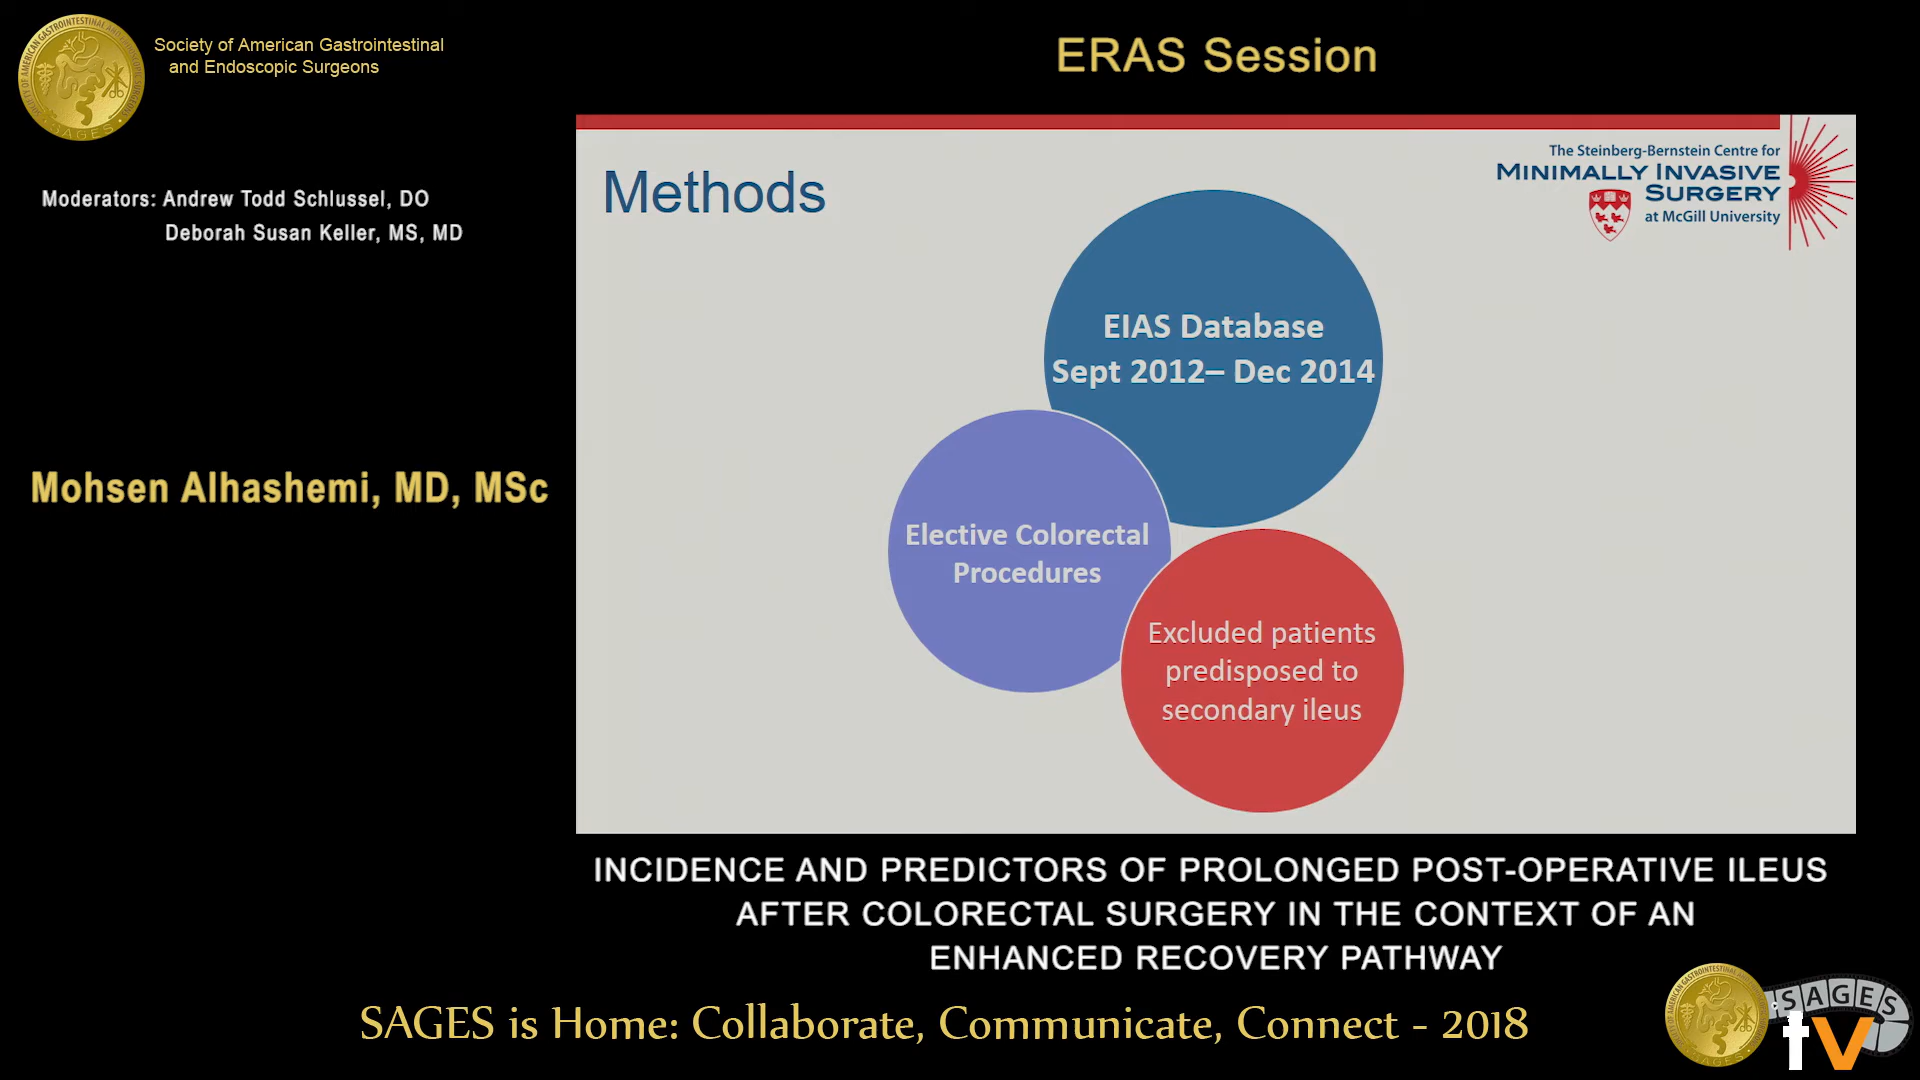 Society of American Gastrointestinal
and Endoscopic Surgeons
ERAS Session
Moderators: Andrew Todd Schlussel, DO
Deborah Susan Keller, MS, MD
Mohsen Alhashemi, MD, MSc
Methods
The Steinberg-Bernstein Centre for
MINIMALLY INVASIVE
SURGERY
at McGill University
EIAS Database
Sept 2012– Dec 2014
Elective Colorectal
Procedures
Excluded patients
predisposed to
secondary ileus
INCIDENCE AND PREDICTORS OF PROLONGED POST-OPERATIVE ILEUS
AFTER COLORECTAL SURGERY IN THE CONTEXT OF AN
ENHANCED RECOVERY PATHWAY
SAGES is Home: Collaborate, Communicate, Connect - 2018
SAGES
tv